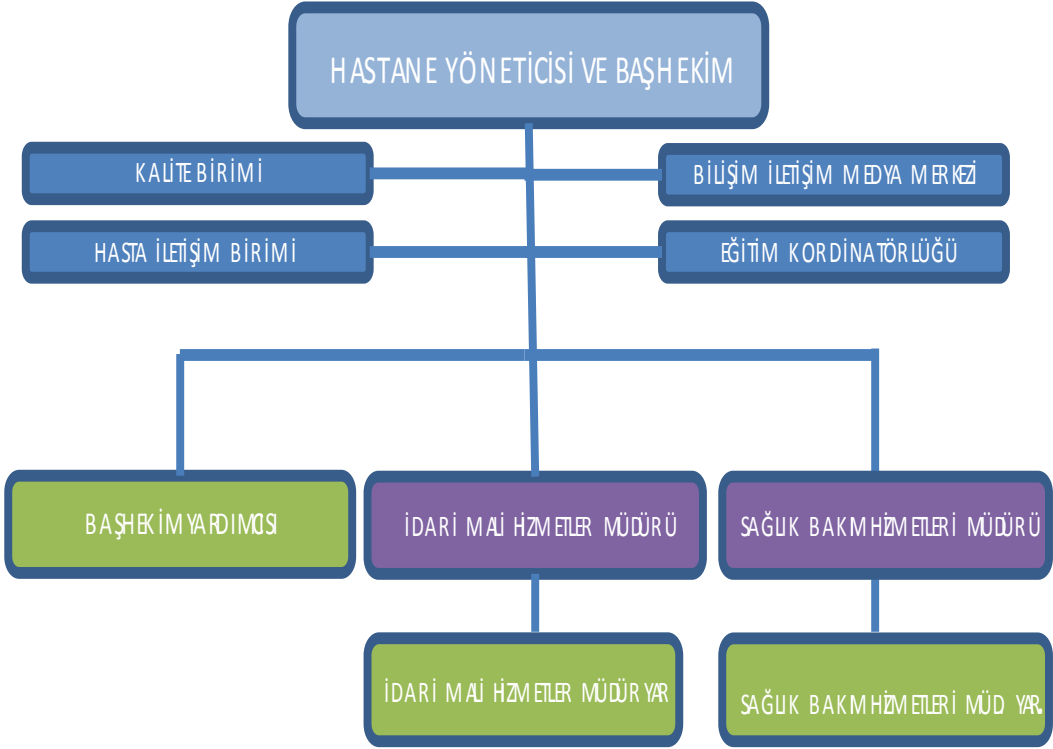 HASTANE YÖNETİCİSİ VE BAŞHEKİM
KALİTE BİRİMİ
BİLİŞİM İLETİŞİM MEDYA MERKEZİ
HASTA İLETİŞİM BİRİMİ
EĞİTİM KORDİNATÖRLÜĞÜ
BAŞHEKİM YARDIMCISI
İDARİ MALİ HİZMETLER MÜDÜRÜ
SAĞLIK BAKM HİZMETLERİ MÜDÜRÜ
İDARİ MALİ HİZMETLER MÜDÜR YAR
SAĞLIK BAKM HİZMETLERİ MÜD. YAR.